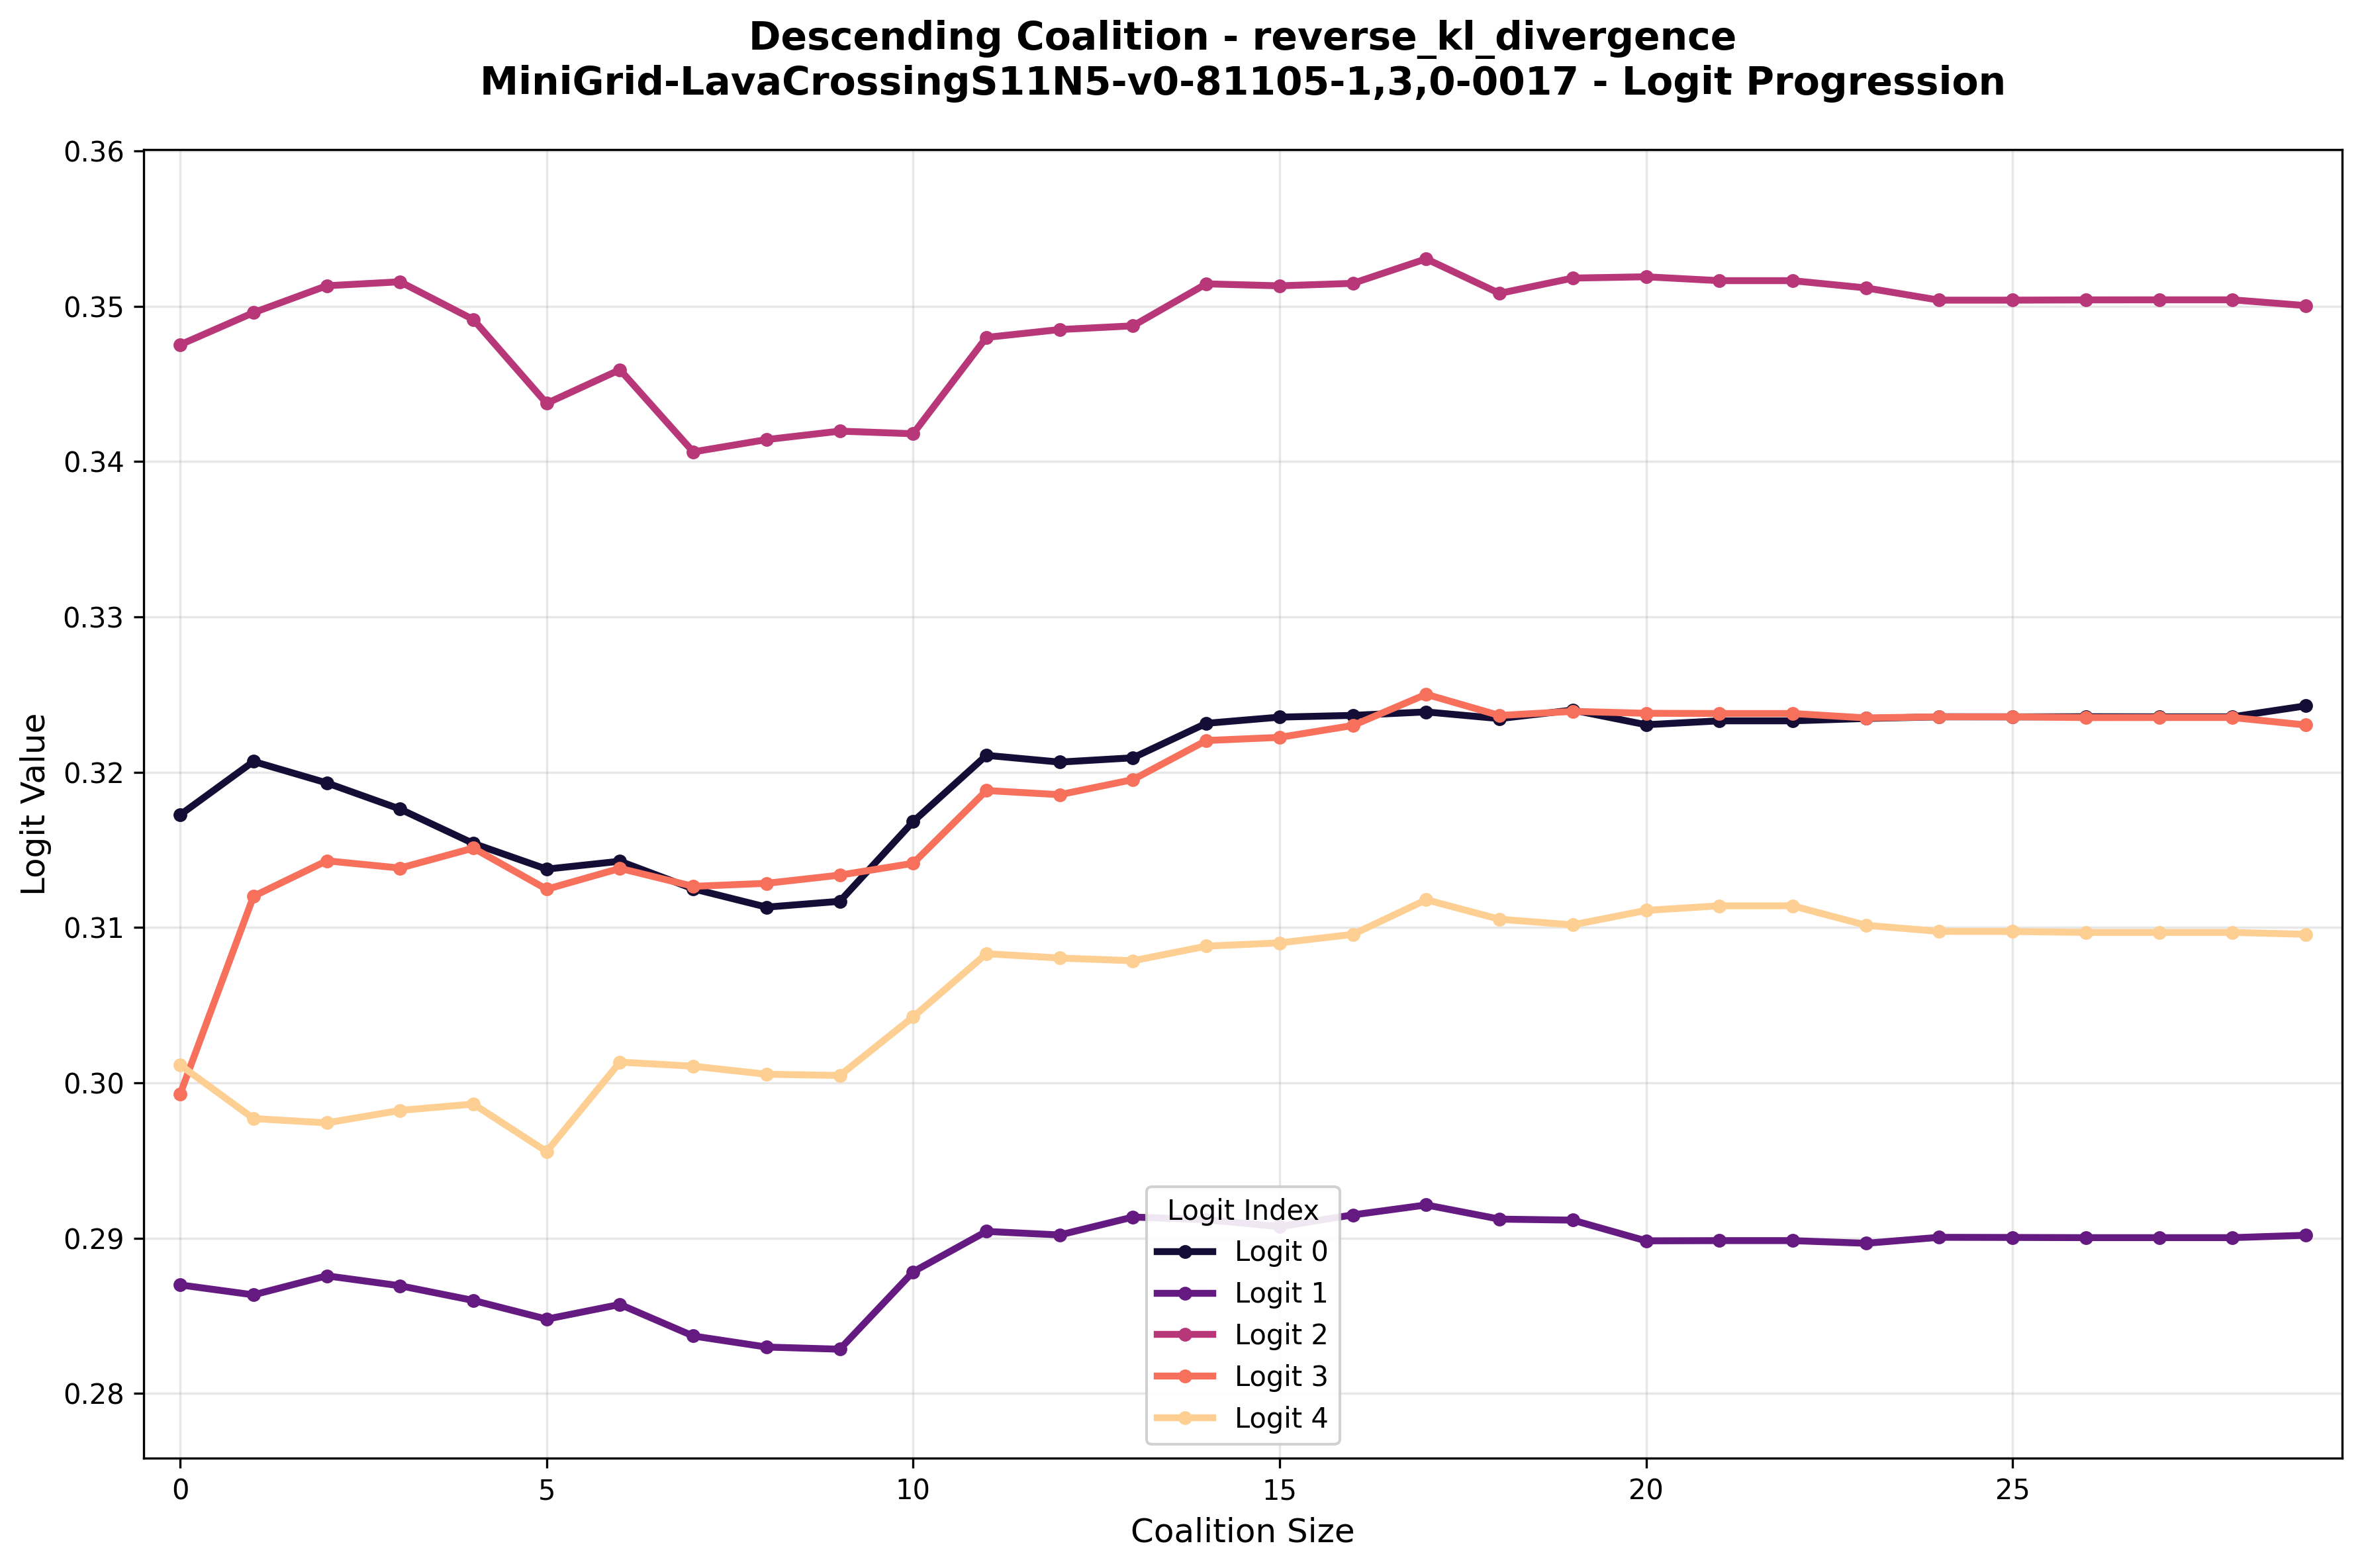 Descending Coalition - reverse_kl_divergence
MiniGrid-LavaCrossingS11N5-v0-81105-1,3,0-0017 - Logit Progression
0.36
0.35
0.34
0.33
0.32
0.31
0.30
0.29
0.28
Logit Value
Logit Index
Logit 0
Logit 1
Logit 2
Logit 3
Logit 4
0 5 10 15 20 25
Coalition Size